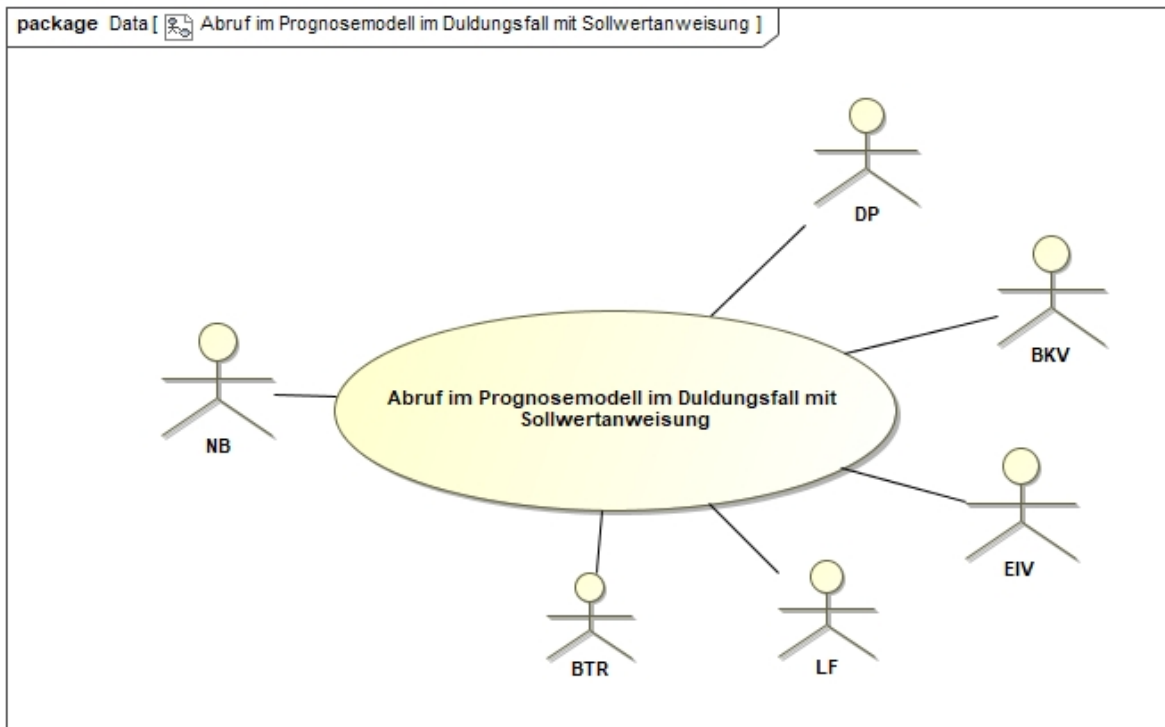 package Data [ Abruf im Prognosemodell im Duldungsfall mit Sollwertanweisung ]
DP
BKV
NB
Abruf im Prognosemodell im Duldungsfall mit
Sollwertanweisung
EIV
BTR
LF